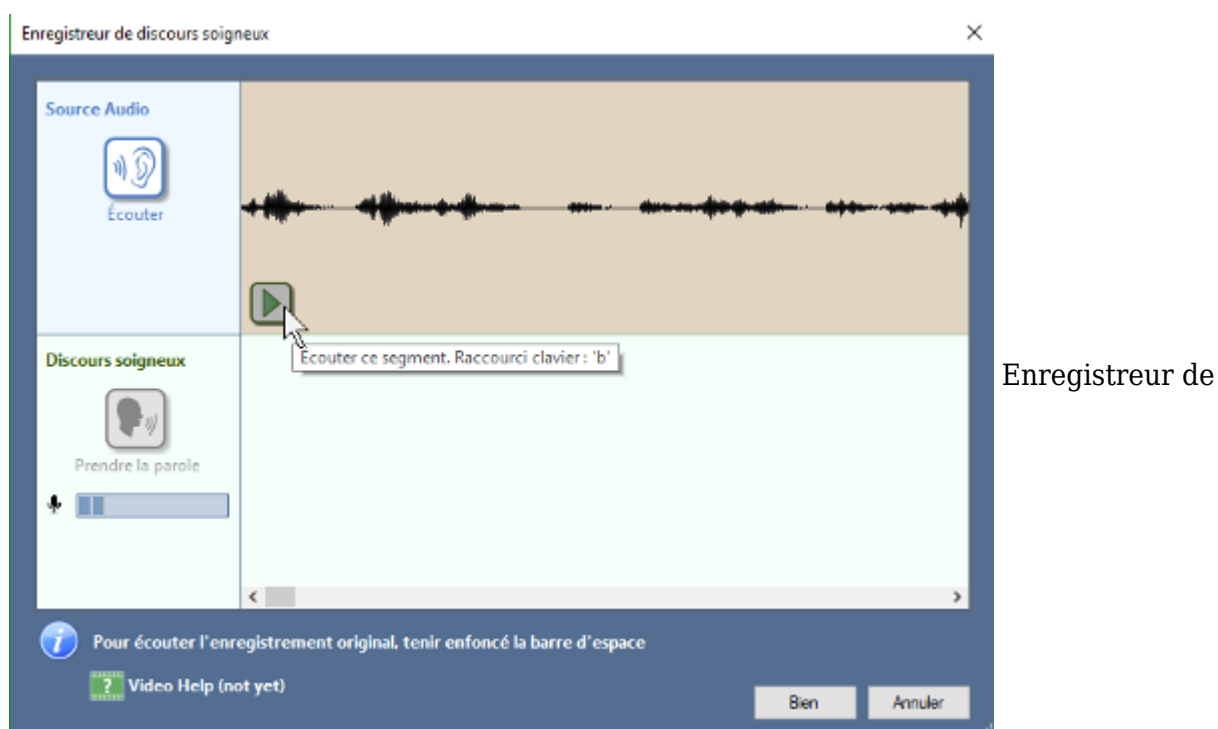 Enregistreur de discours soigneux
Source Audio
Écouter
Ecouter ce segment. Raccourci clavier : 'b'
Discours soigneux
Enregistreur de
Prendre la parole
Pour écouter l'enregistrement original, tenir enfoncé la barre d'espace
Video Help (not yet)
Bien
Annuler